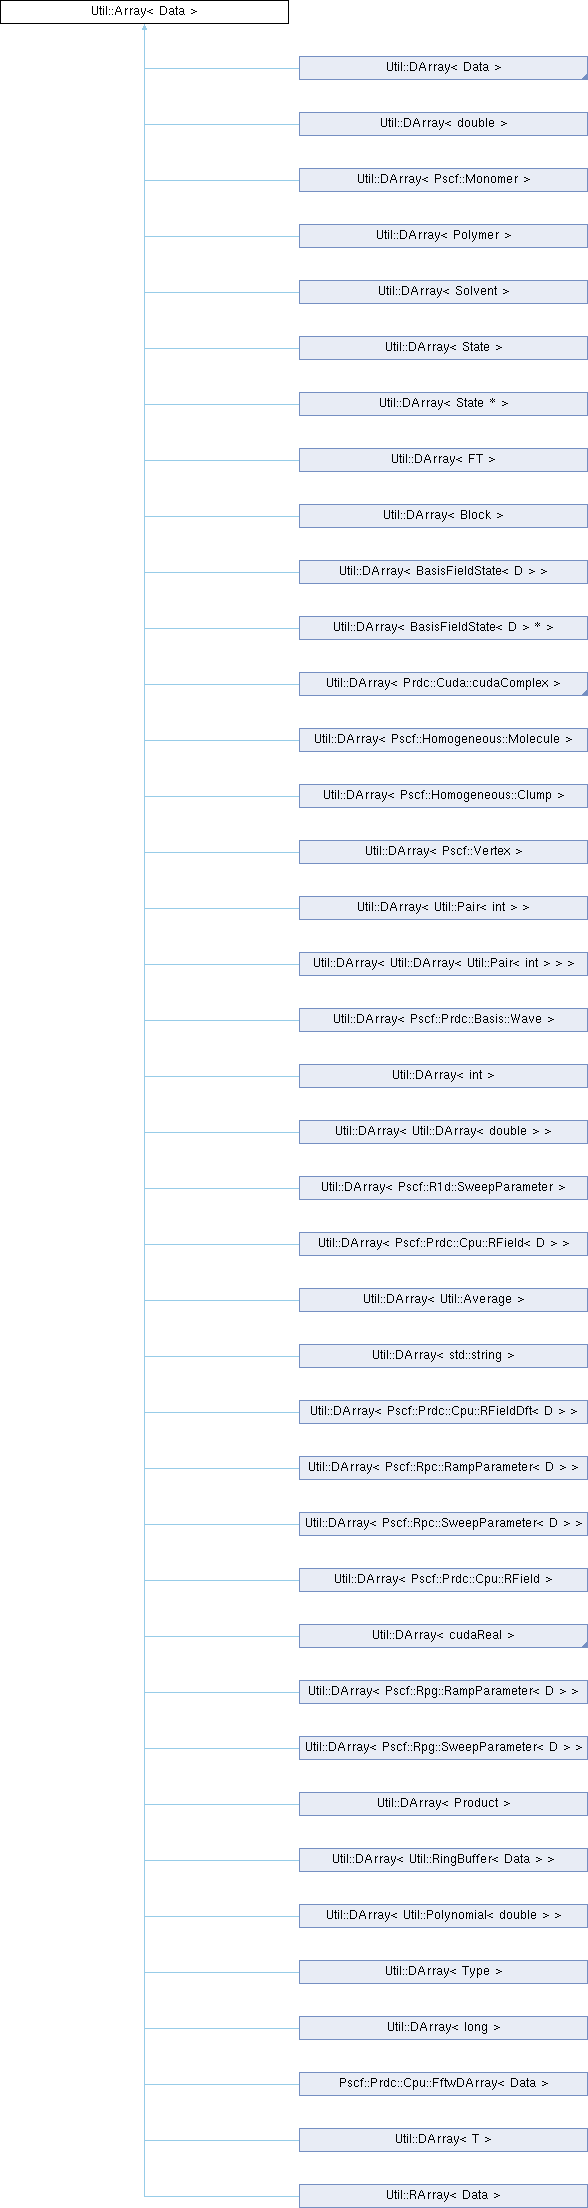 Util::Array< Data >
Util::DArray< Data >
Util::DArray< double >
Util::DArray< Pscf::Monomer >
Util::DArray< Polymer >
Util::DArray< Solvent >
Util::DArray< State >
Util::DArray< State * >
Util::DArray< FT >
Util::DArray< Block >
Util::DArray< BasisFieldState< D > >
Util::DArray< BasisFieldState< D > * >
Util::DArray< Prdc::Cuda::cudaComplex >
Util::DArray< Pscf::Homogeneous::Molecule >
Util::DArray< Pscf::Homogeneous::Clump >
Util::DArray< Pscf::Vertex >
Util::DArray< Util::Pair< int > >
Util::DArray< Util::DArray< Util::Pair< int > > >
Util::DArray< Pscf::Prdc::Basis::Wave >
Util::DArray< int >
Util::DArray< Util::DArray< double > >
Util::DArray< Pscf::R1d::SweepParameter >
Util::DArray< Pscf::Prdc::Cpu::RField< D > >
Util::DArray< Util::Average >
Util::DArray< std::string >
Util::DArray< Pscf::Prdc::Cpu::RFieldDft< D > >
Util::DArray< Pscf::Rpc::RampParameter< D > >
Util::DArray< Pscf::Rpc::SweepParameter< D > >
Util::DArray< Pscf::Prdc::Cpu::RField >
Util::DArray< cudaReal >
Util::DArray< Pscf::Rpg::RampParameter< D > >
Util::DArray< Pscf::Rpg::SweepParameter< D > >
Util::DArray< Product >
Util::DArray< Util::RingBuffer< Data > >
Util::DArray< Util::Polynomial< double > >
Util::DArray< Type >
Util::DArray< long >
Pscf::Prdc::Cpu::FftwDArray< Data >
Util::DArray< T >
Util::RArray< Data >